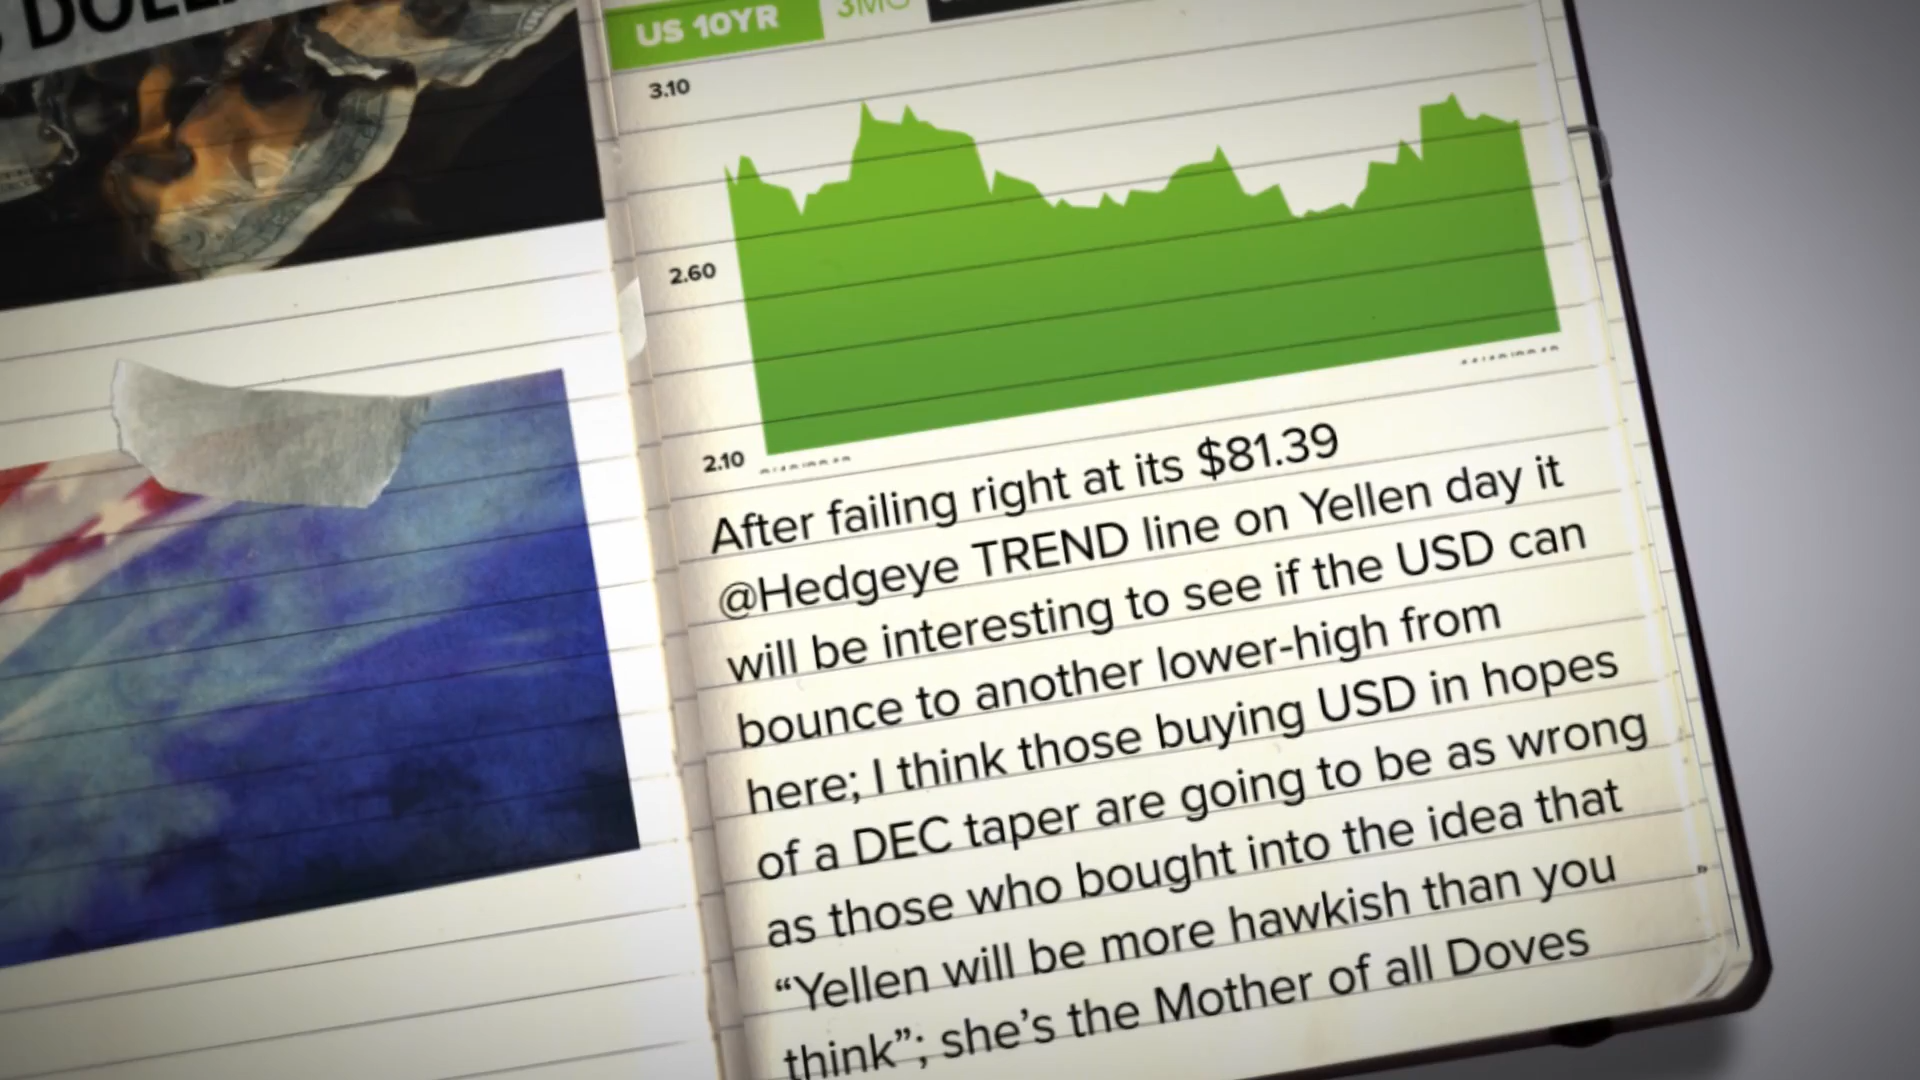 DOLL
US 10YR
3MO
3.10
2.60
2.10
After failing right at its $81.39
@Hedgeye TREND line on Yellen day it
will be interesting to see if the USD can
bounce to another lower-high from
here; I think those buying USD in hopes
of a DEC taper are going to be as wrong
as those who bought into the idea that
“Yellen will be more hawkish than you
think”; she’s the Mother of all Doves